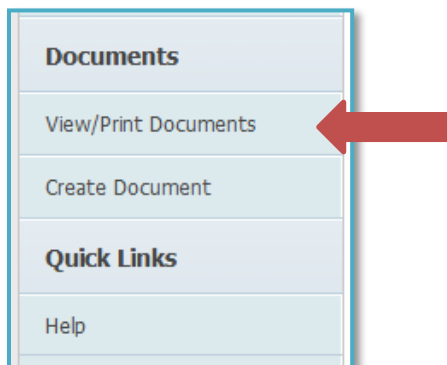 Documents
View/Print Documents
Create Document
Quick Links
Help